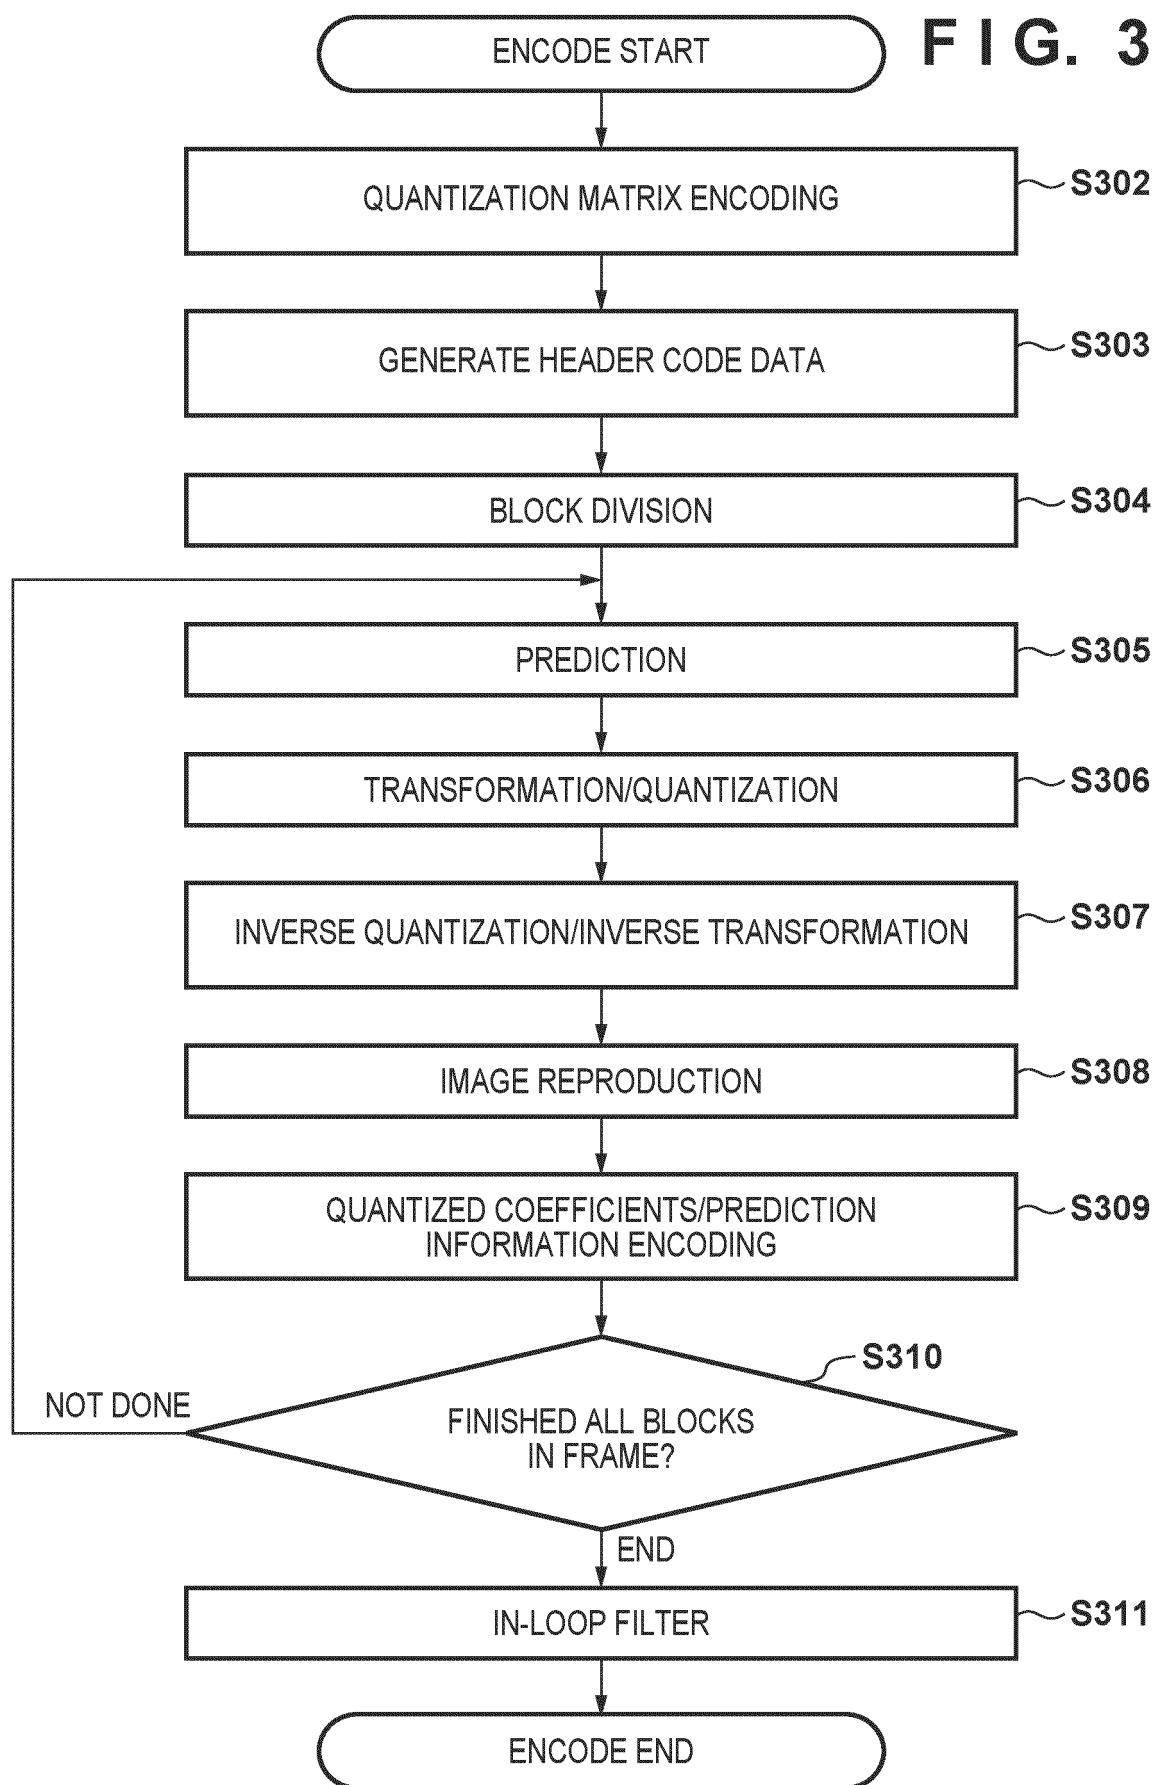 FIG. 3
ENCODE START
QUANTIZATION MATRIX ENCODING
S302
GENERATE HEADER CODE DATA
S303
BLOCK DIVISION
S304
PREDICTION
S305
TRANSFORMATION/QUANTIZATION
S306
INVERSE QUANTIZATION/INVERSE TRANSFORMATION
S307
IMAGE REPRODUCTION
S308
QUANTIZED COEFFICIENTS/PREDICTION
INFORMATION ENCODING
S309
S310
NOT DONE
FINISHED ALL BLOCKS
IN FRAME?
END
IN-LOOP FILTER
S311
ENCODE END